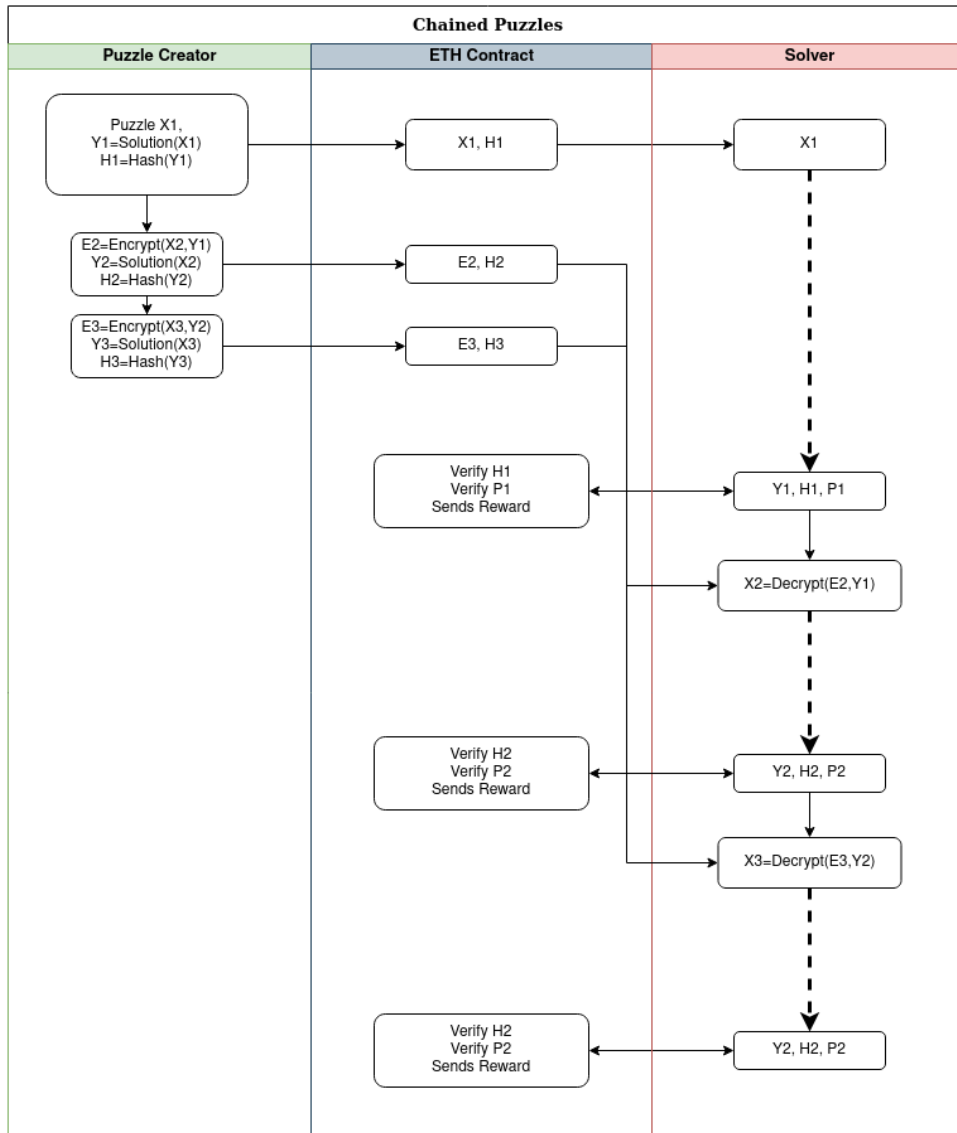 Chained Puzzles
Puzzle Creator
ETH Contract
Solver
Puzzle X1,
Y1=Solution(X1)
H1=Hash(Y1)
X1, H1
X1
E2=Encrypt(X2,Y1)
Y2=Solution(X2)
H2=Hash(Y2)
E2, H2
E3=Encrypt(X3,Y2)
Y3=Solution(X3)
H3=Hash(Y3)
E3, H3
Verify H1
Verify P1
Sends Reward
Y1, H1, P1
X2=Decrypt(E2,Y1)
Verify H2
Verify P2
Sends Reward
Y2, H2, P2
X3=Decrypt(E3,Y2)
Verify H2
Verify P2
Sends Reward
Y2, H2, P2